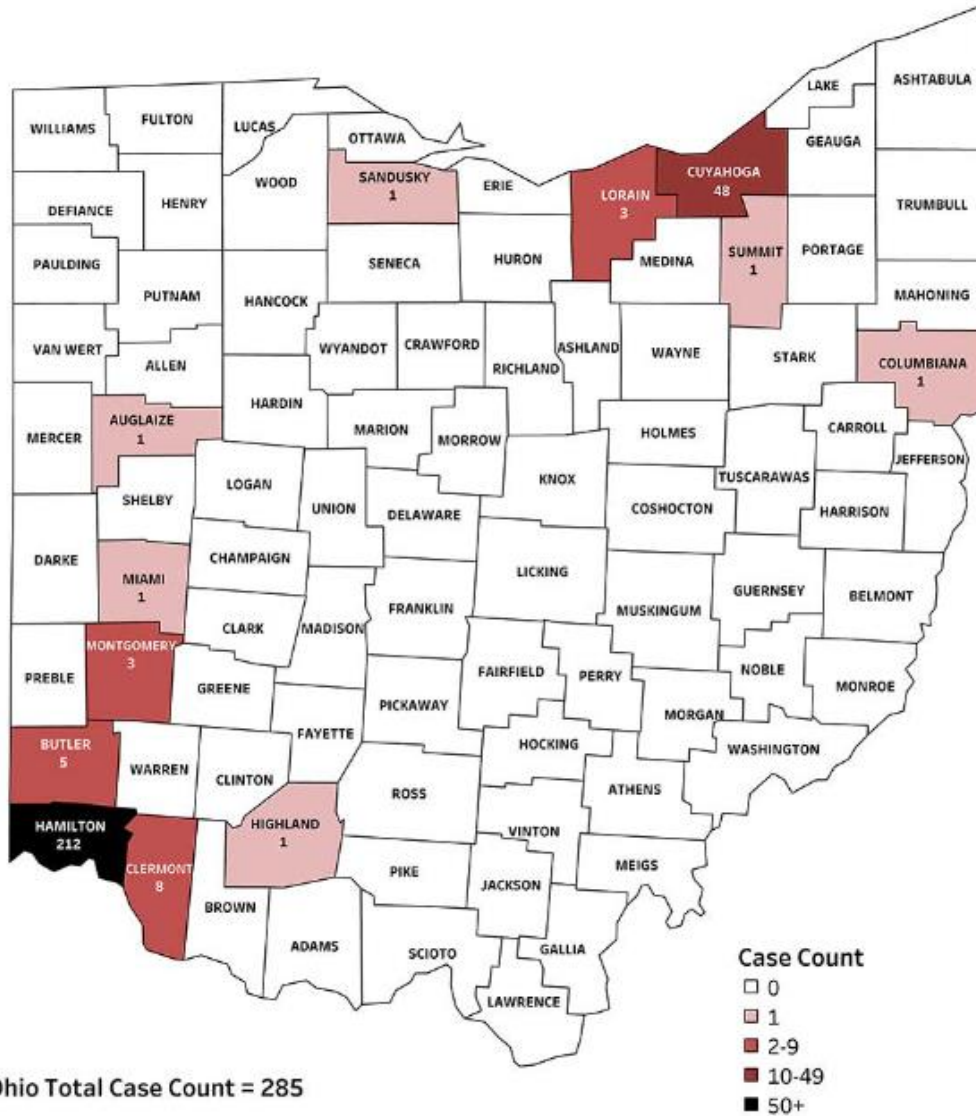 LAKE
ASHTABULA
WILLIAMS
FULTON
LUCAS
OTTAWA
GEAUGA
WOOD
SANDUSKY
1
ERIE
LORAIN
3
CUYAHOGA
48
DEFIANCE
HENRY
TRUMBULL
PAULDING
SENECA
HURON
MEDINA
SUMMIT
1
PORTAGE
PUTNAM
HANCOCK
MAHONING
VAN WERT
ALLEN
WYANDOT
CRAWFORD
RICHLAND
ASHLAND
WAYNE
STARK
COLUMBIANA
1
MERCER
AUGLAIZE
1
HARDIN
MARION
MORROW
HOLMES
CARROLL
JEFFERSON
SHELBY
LOGAN
UNION
DELAWARE
KNOX
COSHOCTON
TUSCARAWAS
HARRISON
DARKE
MIAMI
1
CHAMPAIGN
LICKING
MUSKINGUM
GUERNSEY
BELMONT
CLARK
MADISON
FRANKLIN
PREBLE
MONTGOMERY
3
GREENE
FAIRFIELD
PERRY
NOBLE
MONROE
PICKAWAY
MORGAN
BUTLER
5
WARREN
CLINTON
FAYETTE
HOCKING
WASHINGTON
ROSS
ATHENS
HAMILTON
212
CLERMONT
8
HIGHLAND
1
VINTON
PIKE
MEIGS
BROWN
JACKSON
ADAMS
SCIOTO
GALLIA
LAWRENCE
Case Count
0
1
2-9
10-49
50+
Ohio Total Case Count = 285